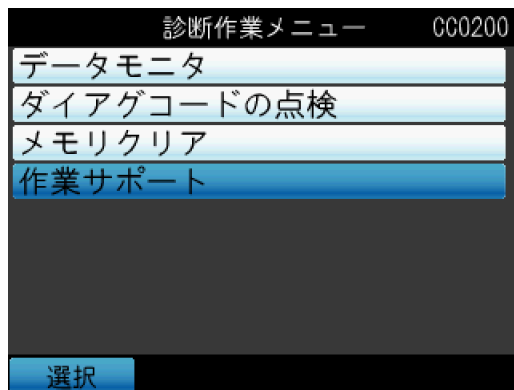 診断作業メニュー CC0200
データモニタ
ダイアグコードの点検
メモリクリア
作業サポート
選択